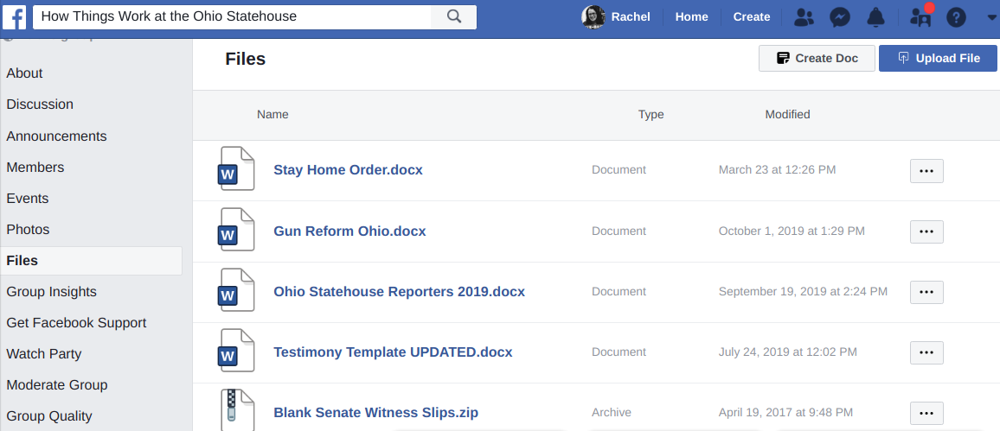 f How Things Work at the Ohio Statehouse Rachel Home Create ?
Files Create Doc Upload File
About
Discussion
Announcements
Members
Events
Photos
Files
Group Insights
Get Facebook Support
Watch Party
Moderate Group
Group Quality
Name Type Modified
W Stay Home Order.docx Document March 23 at 12:26 PM
W Gun Reform Ohio.docx Document October 1, 2019 at 1:29 PM
W Ohio Statehouse Reporters 2019.docx Document September 19, 2019 at 2:24 PM
W Testimony Template UPDATED.docx Document July 24, 2019 at 12:02 PM
Blank Senate Witness Slips.zip Archive April 19, 2017 at 9:48 PM